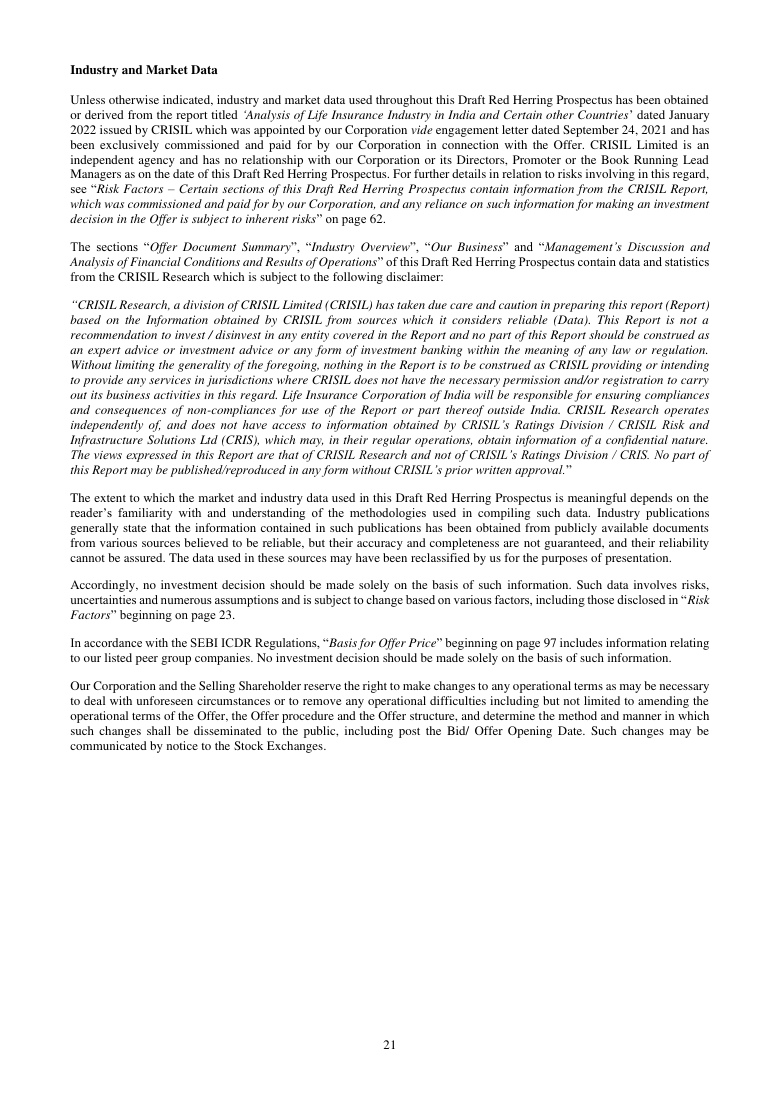 Industry and Market Data
Unless otherwise indicated, industry and market data used throughout this Draft Red Herring Prospectus has been obtained
or derived from the report titled ‘Analysis of Life Insurance Industry in India and Certain other Countries’ dated January
2022 issued by CRISIL which was appointed by our Corporation vide engagement letter dated September 24, 2021 and has
been exclusively commissioned and paid for by our Corporation in connection with the Offer. CRISIL Limited is an
independent agency and has no relationship with our Corporation or its Directors, Promoter or the Book Running Lead
Managers as on the date of this Draft Red Herring Prospectus. For further details in relation to risks involving in this regard,
see “Risk Factors – Certain sections of this Draft Red Herring Prospectus contain information from the CRISIL Report,
which was commissioned and paid for by our Corporation, and any reliance on such information for making an investment
decision in the Offer is subject to inherent risks” on page 62.
The sections “Offer Document Summary”, “Industry Overview”, “Our Business” and “Management’s Discussion and
Analysis of Financial Conditions and Results of Operations” of this Draft Red Herring Prospectus contain data and statistics
from the CRISIL Research which is subject to the following disclaimer:
“CRISIL Research, a division of CRISIL Limited (CRISIL) has taken due care and caution in preparing this report (Report)
based on the Information obtained by CRISIL from sources which it considers reliable (Data). This Report is not a
recommendation to invest / disinvest in any entity covered in the Report and no part of this Report should be construed as
an expert advice or investment advice or any form of investment banking within the meaning of any law or regulation.
Without limiting the generality of the foregoing, nothing in the Report is to be construed as CRISIL providing or intending
to provide any services in jurisdictions where CRISIL does not have the necessary permission and/or registration to carry
out its business activities in this regard. Life Insurance Corporation of India will be responsible for ensuring compliances
and consequences of non-compliances for use of the Report or part thereof outside India. CRISIL Research operates
independently of, and does not have access to information obtained by CRISIL’s Ratings Division / CRISIL Risk and
Infrastructure Solutions Ltd (CRIS), which may, in their regular operations, obtain information of a confidential nature.
The views expressed in this Report are that of CRISIL Research and not of CRISIL’s Ratings Division / CRIS. No part of
this Report may be published/reproduced in any form without CRISIL’s prior written approval.”
The extent to which the market and industry data used in this Draft Red Herring Prospectus is meaningful depends on the
reader’s familiarity with and understanding of the methodologies used in compiling such data. Industry publications
generally state that the information contained in such publications has been obtained from publicly available documents
from various sources believed to be reliable, but their accuracy and completeness are not guaranteed, and their reliability
cannot be assured. The data used in these sources may have been reclassified by us for the purposes of presentation.
Accordingly, no investment decision should be made solely on the basis of such information. Such data involves risks,
uncertainties and numerous assumptions and is subject to change based on various factors, including those disclosed in “Risk
Factors” beginning on page 23.
In accordance with the SEBI ICDR Regulations, “Basis for Offer Price” beginning on page 97 includes information relating
to our listed peer group companies. No investment decision should be made solely on the basis of such information.
Our Corporation and the Selling Shareholder reserve the right to make changes to any operational terms as may be necessary
to deal with unforeseen circumstances or to remove any operational difficulties including but not limited to amending the
operational terms of the Offer, the Offer procedure and the Offer structure, and determine the method and manner in which
such changes shall be disseminated to the public, including post the Bid/ Offer Opening Date. Such changes may be
communicated by notice to the Stock Exchanges.
21